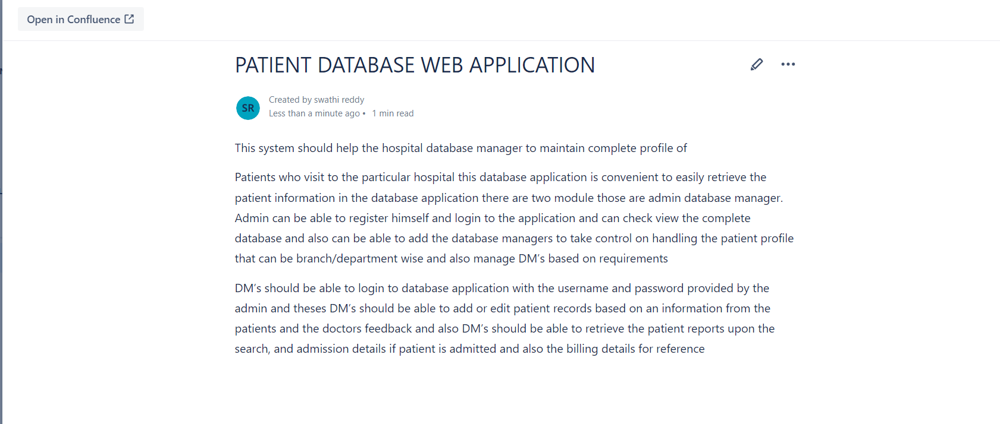 Open in Confluence
PATIENT DATABASE WEB APPLICATION
SR
Created by swathi reddy
Less than a minute ago • 1 min read
This system should help the hospital database manager to maintain complete profile of
Patients who visit to the particular hospital this database application is convenient to easily retrieve the
patient information in the database application there are two module those are admin database manager.
Admin can be able to register himself and login to the application and can check view the complete
database and also can be able to add the database managers to take control on handling the patient profile
that can be branch/department wise and also manage DM’s based on requirements
DM’s should be able to login to database application with the username and password provided by the
admin and theses DM’s should be able to add or edit patient records based on an information from the
patients and the doctors feedback and also DM’s should be able to retrieve the patient reports upon the
search, and admission details if patient is admitted and also the billing details for reference